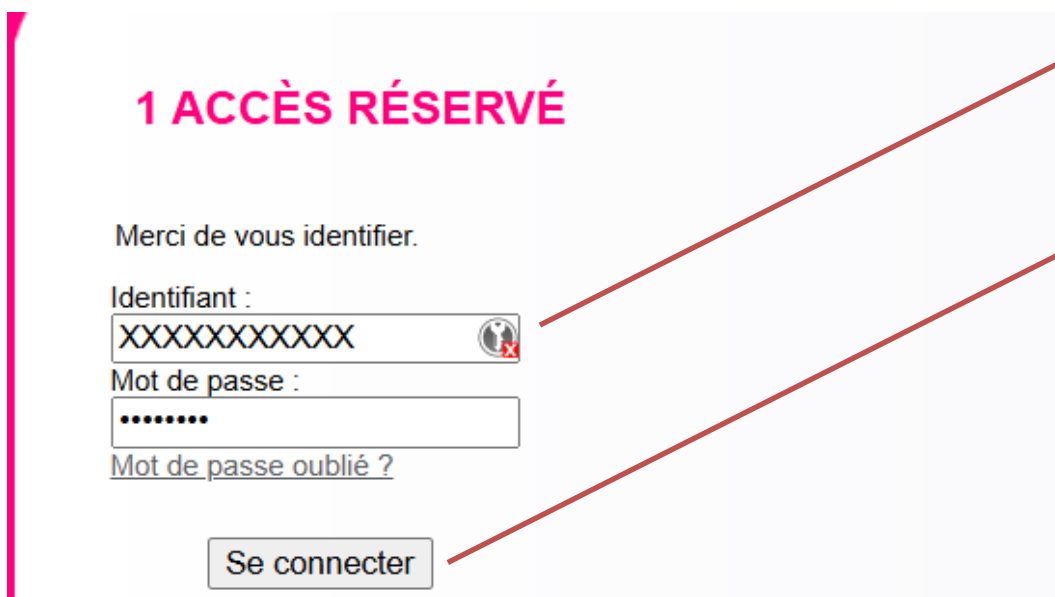 1 ACCÈS RÉSERVÉ
Merci de vous identifier.
Identifiant :
XXXXXXXXXXX
Mot de passe :
••••••••
Mot de passe oublié ?
Se connecter